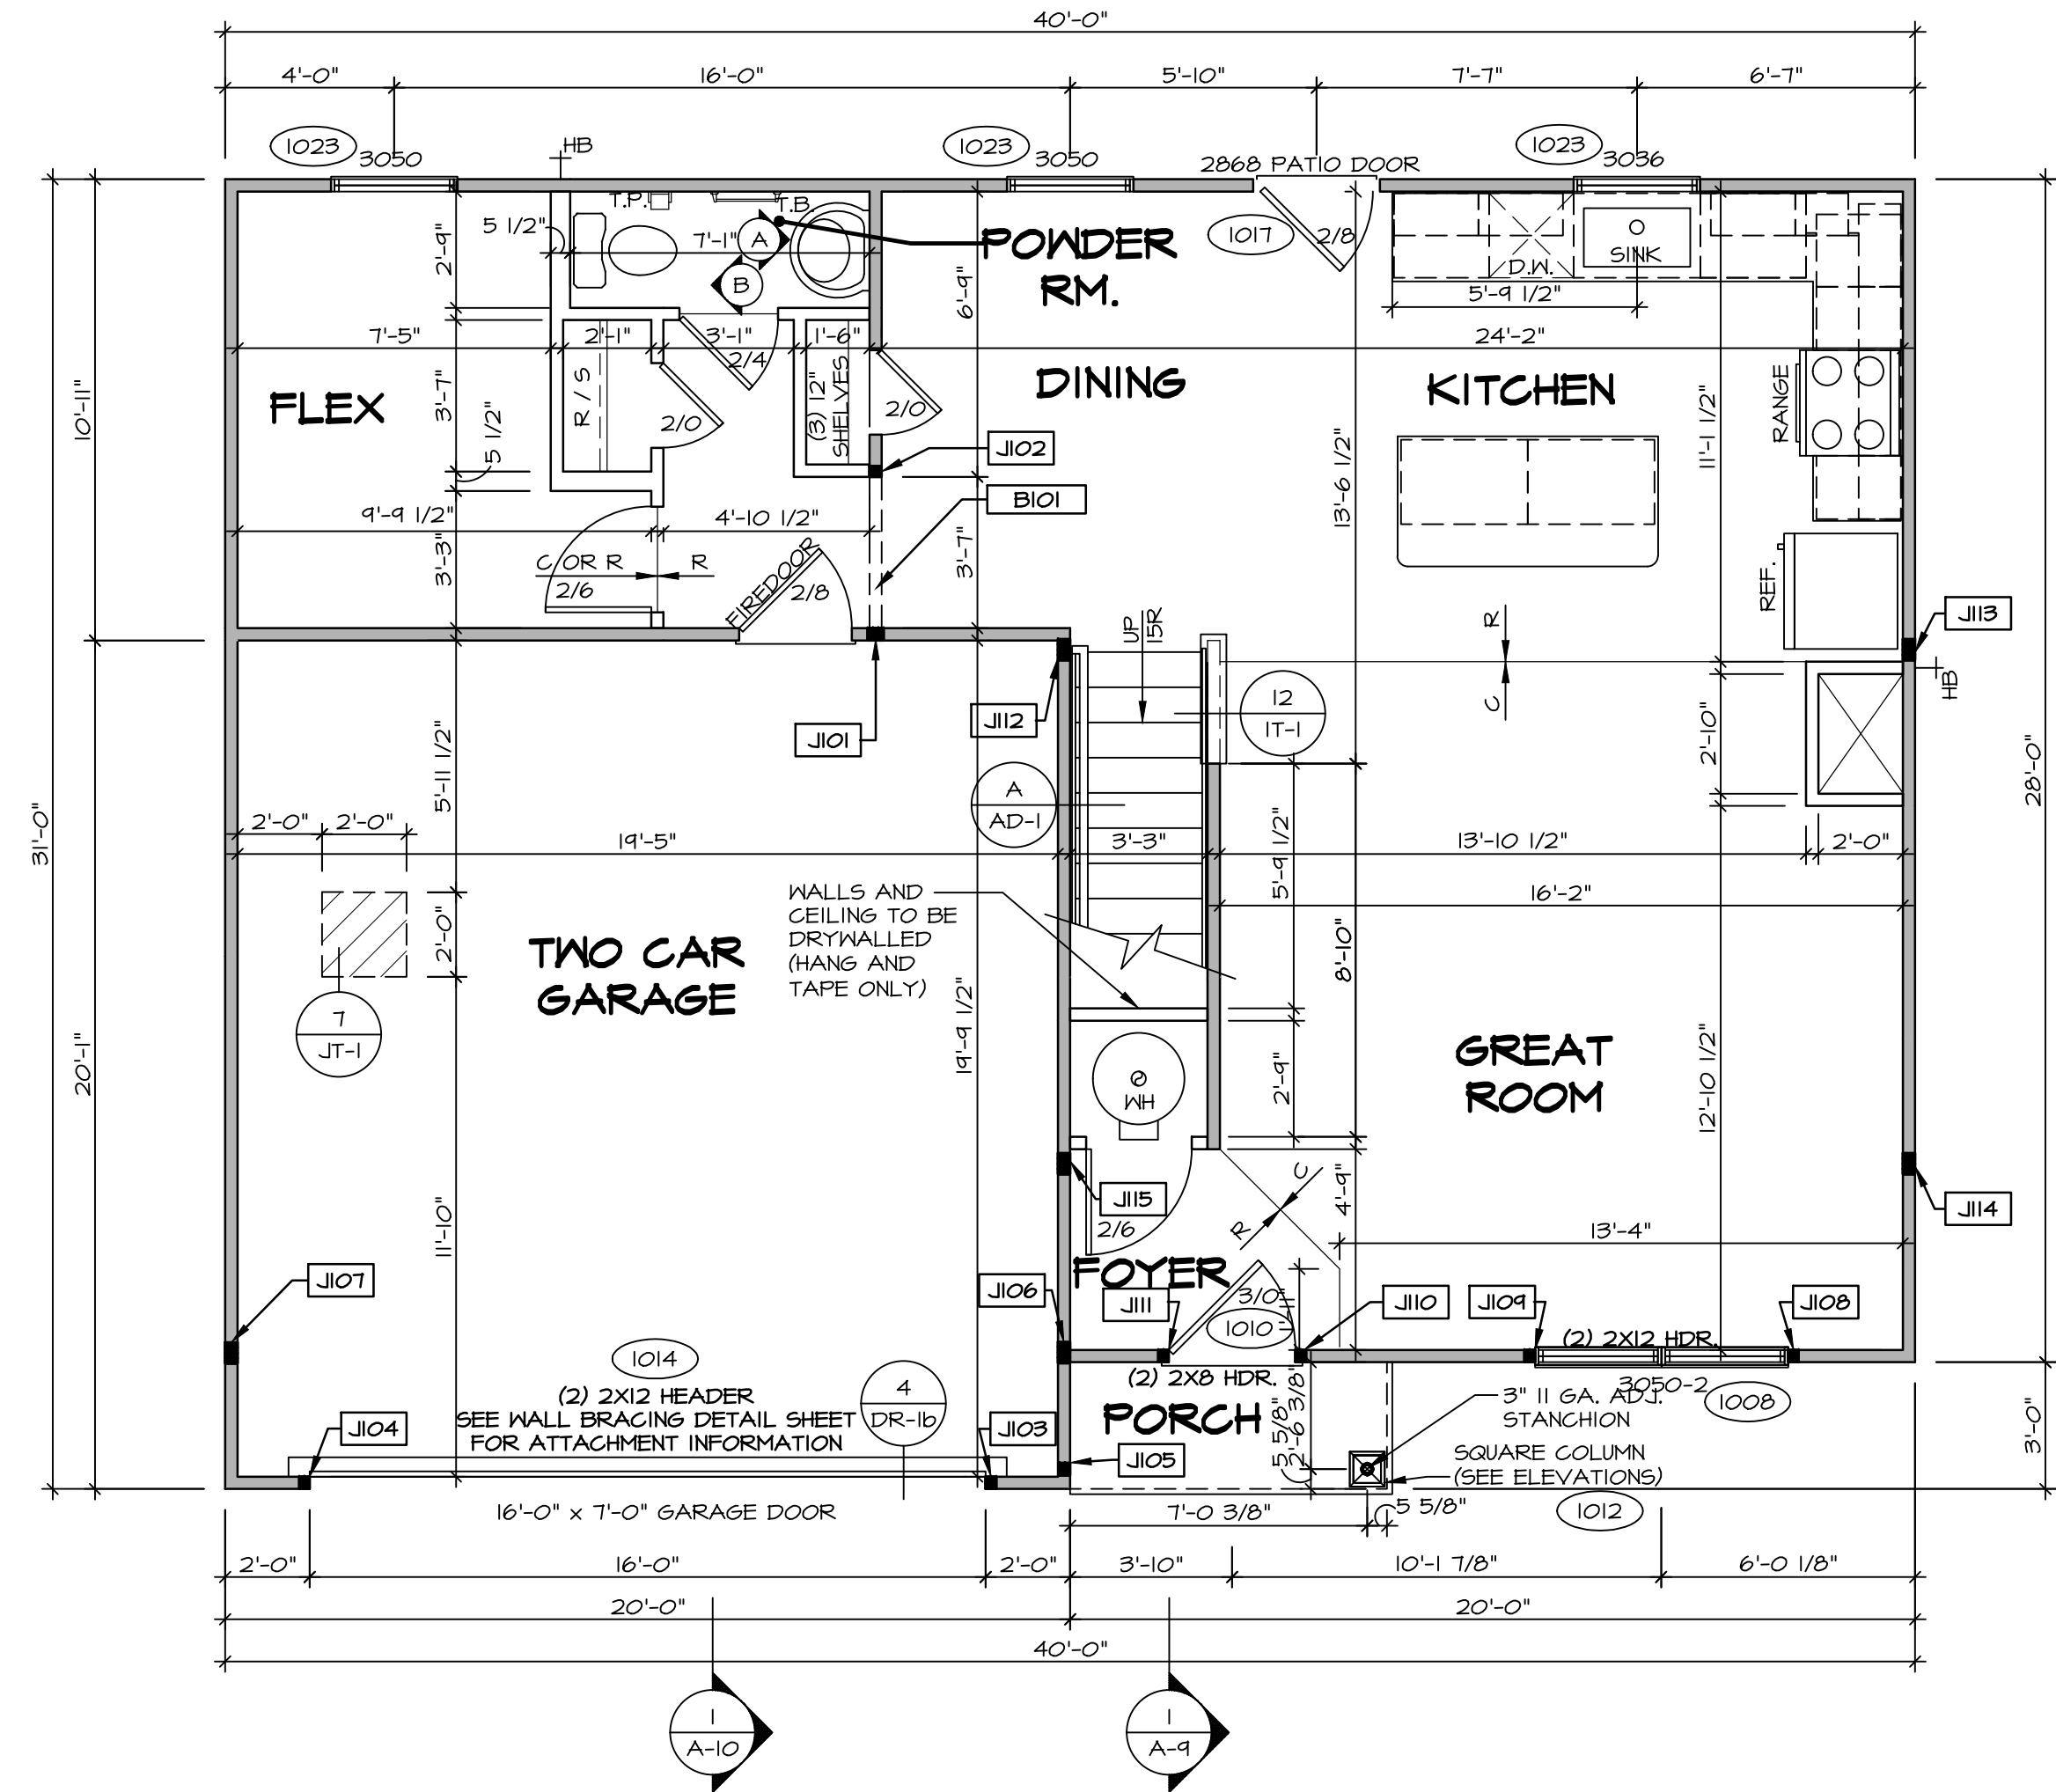 40'-0"
4'-0"
16'-0"
5'-10"
7'-7"
6'-7"
1023
3050
HB
1023
3050
2868 PATIO DOOR
1023
3036
T.P.
T.B.
5 1/2"
7'-1"
A
B
2'-9"
POWDER
RM.
1017
2/8
D.W.
SINK
5'-9 1/2"
6'-9"
7'-5"
2'-1"
3'-1"
2/4
1'-6"
24'-2"
FLEX
R / S
2/0
(3) 12"
SHELVES
2/0
DINING
KITCHEN
RANGE
10'-11"
3'-7"
5 1/2"
J102
B101
13'-6 1/2"
11'-1 1/2"
9'-9 1/2"
4'-10 1/2"
3'-3"
C OR R
R
2/6
FIREDOOR
2/8
3'-7"
REF.
UP
15R
R
C
J113
HB
J101
J112
12
IT-1
5'-11 1/2"
2'-10"
A
AD-1
31'-0"
28'-0"
2'-0"
2'-0"
19'-5"
3'-3"
5'-9 1/2"
13'-10 1/2"
2'-0"
16'-2"
2'-0"
WALLS AND
CEILING TO BE
DRYWALLED
(HANG AND
TAPE ONLY)
TWO CAR
GARAGE
8'-10"
7
JT-1
20'-1"
19'-9 1/2"
WH
2'-9"
GREAT
ROOM
12'-10 1/2"
11'-10"
J115
2/6
C
R
4'-9"
J114
13'-4"
J107
FOYER
J106
J111
3/0
1010
J110
J109
J108
(2) 2X12 HDR.
1014
(2) 2X12 HEADER
SEE WALL BRACING DETAIL SHEET
FOR ATTACHMENT INFORMATION
4
DR-1b
(2) 2X8 HDR.
PORCH
3050-2
1008
3" 11 GA. ADJ.
STANCHION
SQUARE COLUMN
(SEE ELEVATIONS)
J104
J103
J105
5 5/8"
2'-6 3/8"
3'-0"
16'-0" x 7'-0" GARAGE DOOR
7'-0 3/8"
5 5/8"
1012
2'-0"
16'-0"
2'-0"
3'-10"
10'-1 7/8"
6'-0 1/8"
20'-0"
20'-0"
40'-0"
1
A-10
1
A-9